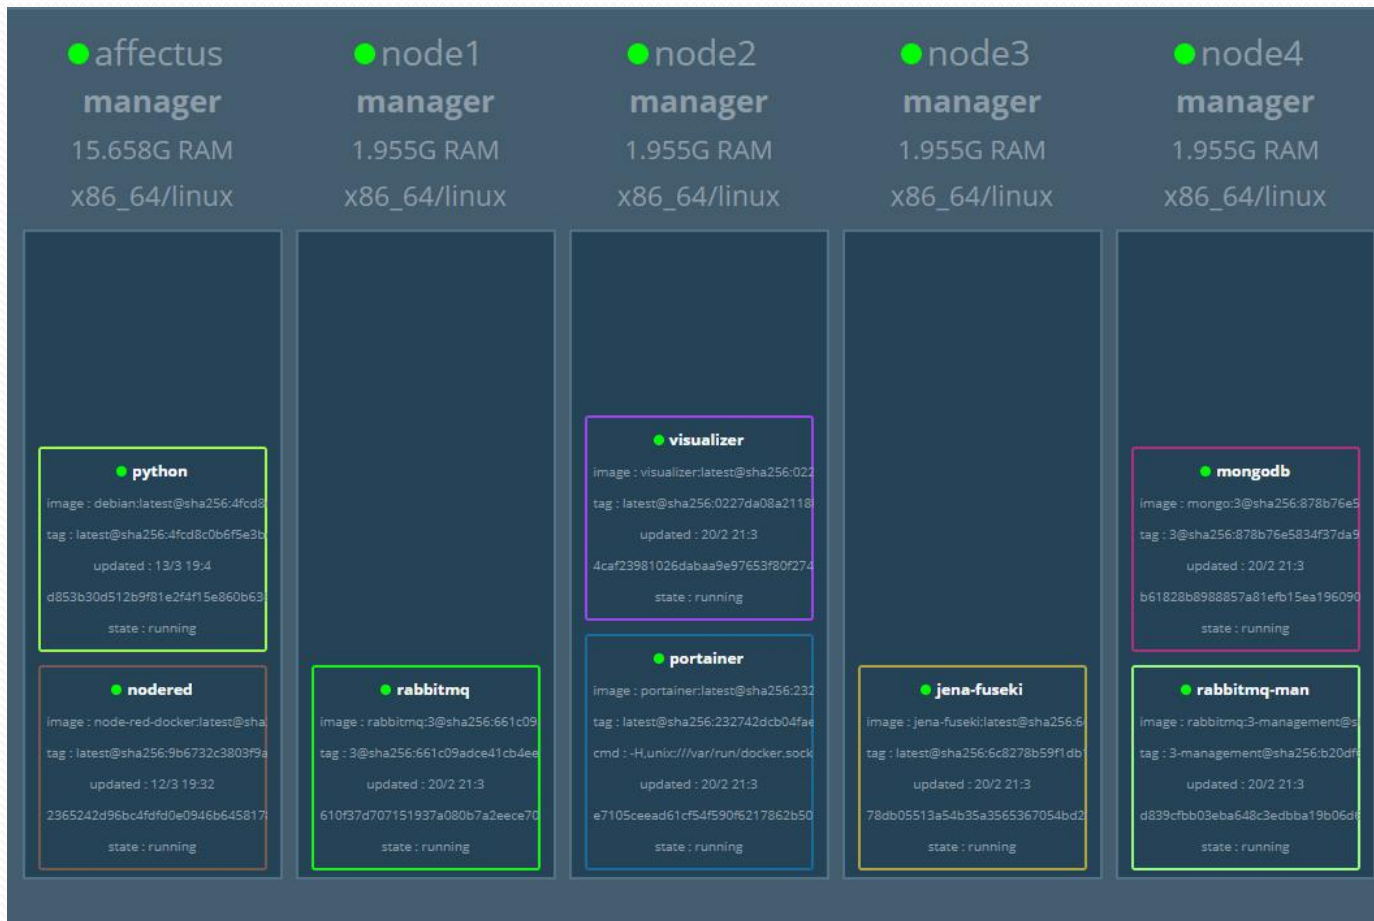 affectus
manager
15.658G RAM
x86_64/linux
python
image : debian:latest@sha256:4fcd8
tag : latest@sha256:4fcd8c0b6f5e3b
updated : 13/3 19:4
d853b30d512b9f81e2f4f15e860b63
state : running
nodered
image : node-red-docker:latest@sha
tag : latest@sha256:9b6732c3803f9a
updated : 12/3 19:32
2365242d96bc4fdfd0e0946b645817
state : running
node1
manager
1.955G RAM
x86_64/linux
rabbitmq
image : rabbitmq:3@sha256:661c09
tag : 3@sha256:661c09adce41cb4ee
updated : 20/2 21:3
610f37d707151937a080b7a2eece70
state : running
node2
manager
1.955G RAM
x86_64/linux
visualizer
image : visualizer:latest@sha256:022
tag : latest@sha256:0227da08a2118
updated : 20/2 21:3
4caf23981026dabaa9e97653f80f274
state : running
portainer
image : portainer:latest@sha256:232
tag : latest@sha256:232742dcb04fae
cmd : -H,unix:///var/run/docker.sock
updated : 20/2 21:3
e7105ceead61cf54f590f6217862b50
state : running
node3
manager
1.955G RAM
x86_64/linux
jena-fuseki
image : jena-fuseki:latest@sha256:6
tag : latest@sha256:6c8278b59f1db
updated : 20/2 21:3
78db05513a54b35a3565367054bd2
state : running
node4
manager
1.955G RAM
x86_64/linux
mongodb
image : mongo:3@sha256:878b76e5
tag : 3@sha256:878b76e5834f37da9
updated : 20/2 21:3
b61828b8988857a81efb15ea196090
state : running
rabbitmq-man
image : rabbitmq:3-management@s
tag : 3-management@sha256:b20df
updated : 20/2 21:3
d839cfbb03eba648c3edbba19b06d6
state : running